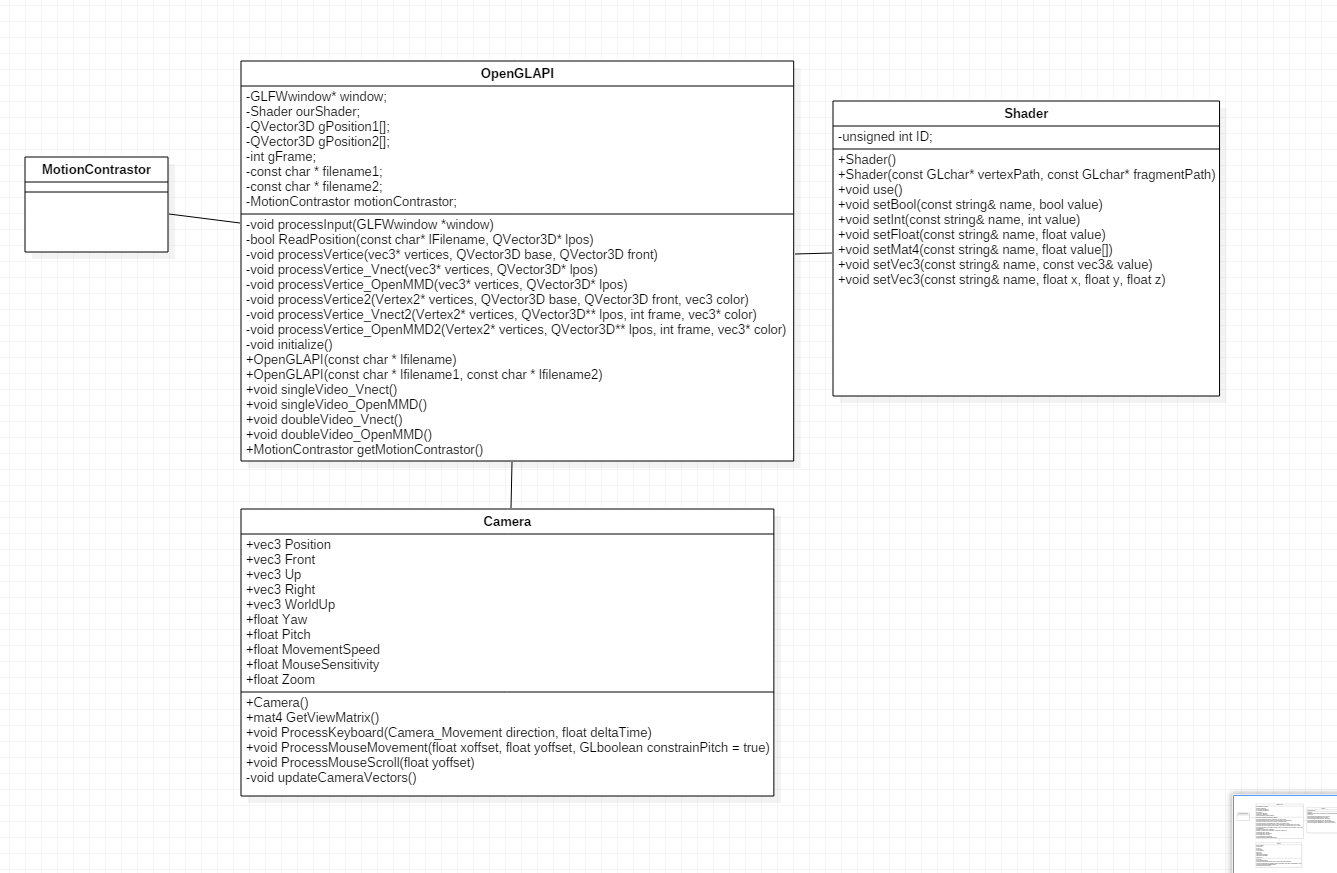 MotionContrastor
OpenGLAPI
-GLFWwindow* window;
-Shader ourShader;
-QVector3D gPosition1[];
-QVector3D gPosition2[];
-int gFrame;
-const char * filename1;
-const char * filename2;
-MotionContrastor motionContrastor;
-void processInput(GLFWwindow *window)
-bool ReadPosition(const char* lFilename, QVector3D* lpos)
-void processVertice(vec3* vertices, QVector3D base, QVector3D front)
-void processVertice_Vnect(vec3* vertices, QVector3D* lpos)
-void processVertice_OpenMMD(vec3* vertices, QVector3D* lpos)
-void processVertice2(Vertex2* vertices, QVector3D base, QVector3D front, vec3 color)
-void processVertice_Vnect2(Vertex2* vertices, QVector3D** lpos, int frame, vec3* color)
-void processVertice_OpenMMD2(Vertex2* vertices, QVector3D** lpos, int frame, vec3* color)
-void initialize()
+OpenGLAPI(const char * lfilename)
+OpenGLAPI(const char * lfilename1, const char * lfilename2)
+void singleVideo_Vnect()
+void singleVideo_OpenMMD()
+void doubleVideo_Vnect()
+void doubleVideo_OpenMMD()
+MotionContrastor getMotionContrastor()
Shader
-unsigned int ID;
+Shader()
+Shader(const GLchar* vertexPath, const GLchar* fragmentPath)
+void use()
+void setBool(const string& name, bool value)
+void setInt(const string& name, int value)
+void setFloat(const string& name, float value)
+void setMat4(const string& name, float value[])
+void setVec3(const string& name, const vec3& value)
+void setVec3(const string& name, float x, float y, float z)
Camera
+vec3 Position
+vec3 Front
+vec3 Up
+vec3 Right
+vec3 WorldUp
+float Yaw
+float Pitch
+float MovementSpeed
+float MouseSensitivity
+float Zoom
+Camera()
+mat4 GetViewMatrix()
+void ProcessKeyboard(Camera_Movement direction, float deltaTime)
+void ProcessMouseMovement(float xoffset, float yoffset, GLboolean constrainPitch = true)
+void ProcessMouseScroll(float yoffset)
-void updateCameraVectors()